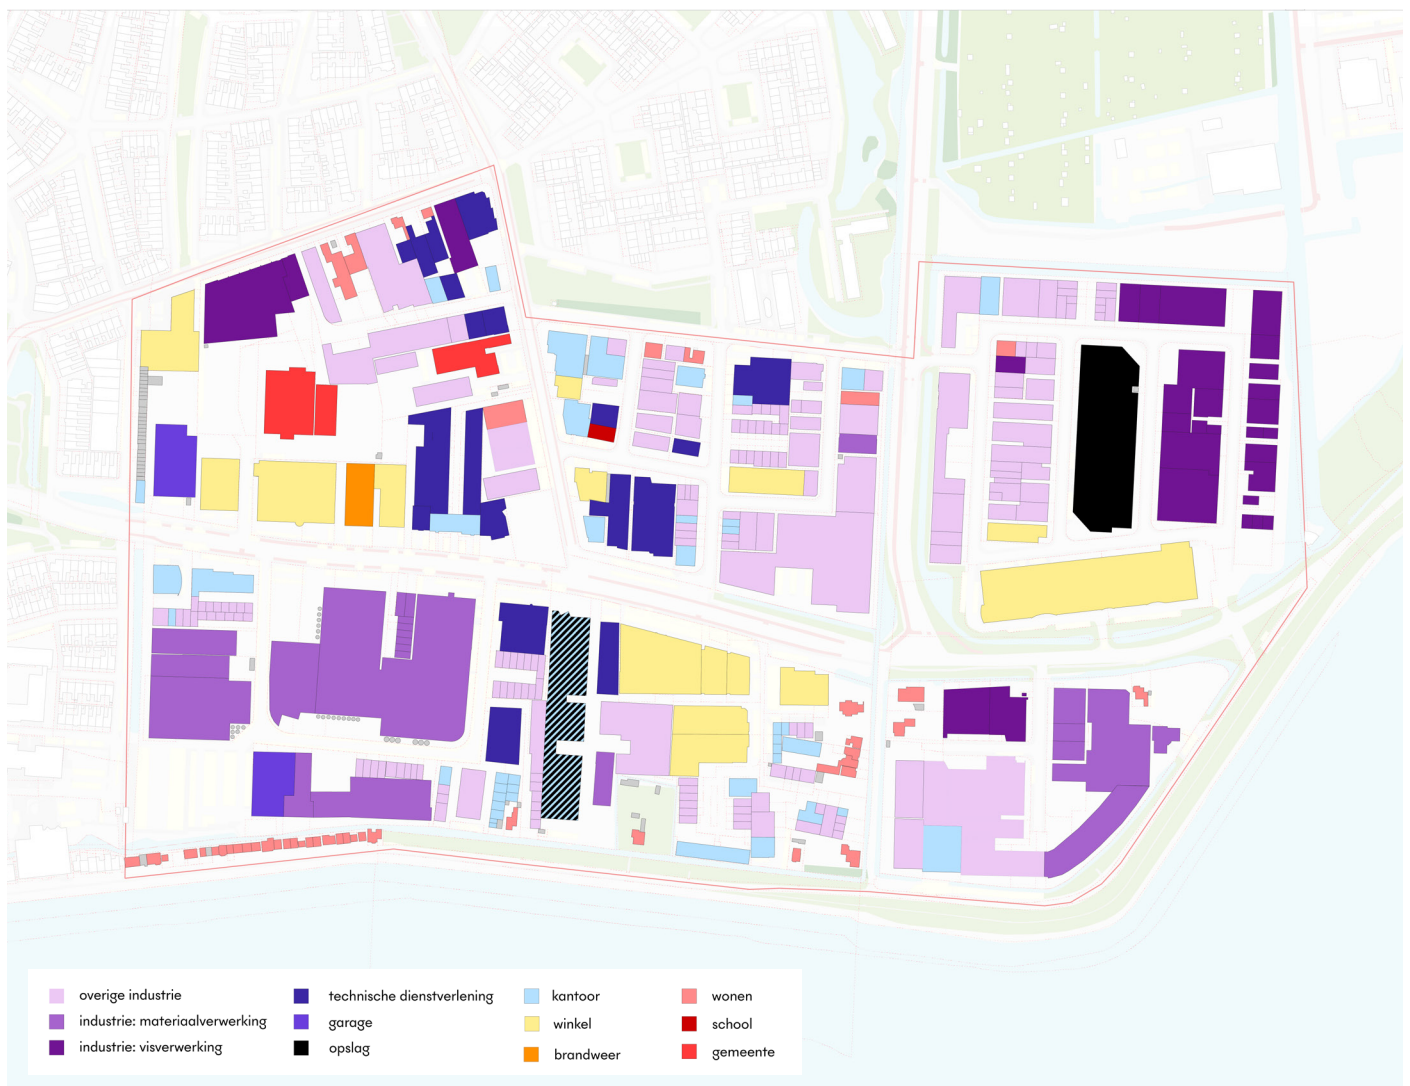 overige industrie
industrie: materiaalverwerking
industrie: visverwerking
technische dienstverlening
garage
opslag
kantoor
winkel
brandweer
wonen
school
gemeente